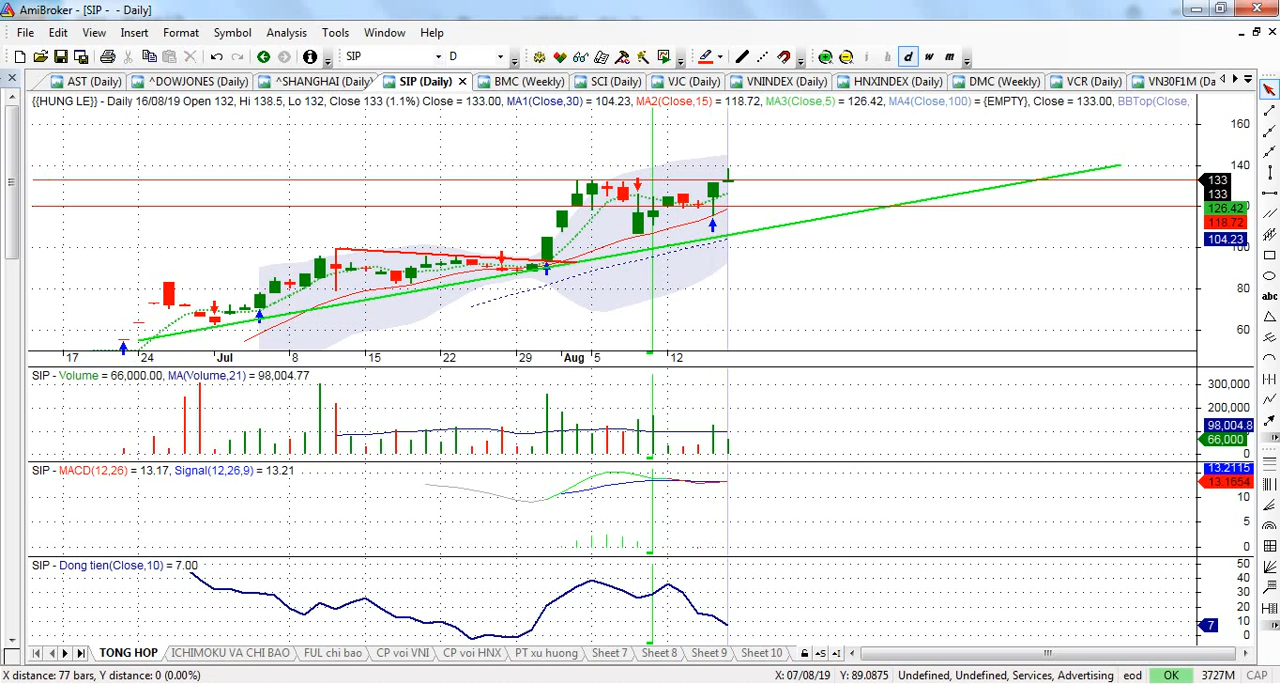 AmiBroker - [SIP - - Daily]
File Edit View Insert Format Symbol Analysis Tools Window Help
SIP D i d w m
AST (Daily) ^DOWJONES (Daily) ^SHANGHAI (Daily) SIP (Daily) BMC (Weekly) SCI (Daily) VJC (Daily) VNINDEX (Daily) HNXINDEX (Daily) DMC (Weekly) VCR (Daily) VN30F1M (Da
{{HUNG LE}} - Daily 16/08/19 Open 132, Hi 138.5, Lo 132, Close 133 (1.1%) Close = 133.00, MA1(Close,30) = 104.23, MA2(Close,15) = 118.72, MA3(Close,5) = 126.42, MA4(Close,100) = {EMPTY}, Close = 133.00, BBTop(Close,
160
140
133
133
126.42
118.72
104.23
80
60
abc
17 24 Jul 8 15 22 29 Aug 5 12
SIP - Volume = 66,000.00, MA(Volume,21) = 98,004.77
300,000
200,000
98,004.8
66,000
0
SIP - MACD(12,26) = 13.17, Signal(12,26,9) = 13.21
13.2115
13.1654
10
5
0
SIP - Dong tien(Close,10) = 7.00
50
40
30
20
10
7
0
TONG HOP ICHIMOKU VA CHI BAO FUL chi bao CP voi VNI CP voi HNX PT xu huong Sheet 7 Sheet 8 Sheet 9 Sheet 10
X distance: 77 bars, Y distance: 0 (0.00%) X: 07/08/19 Y: 89.0875 Undefined, Undefined, Services, Advertising eod OK 3727M CAP